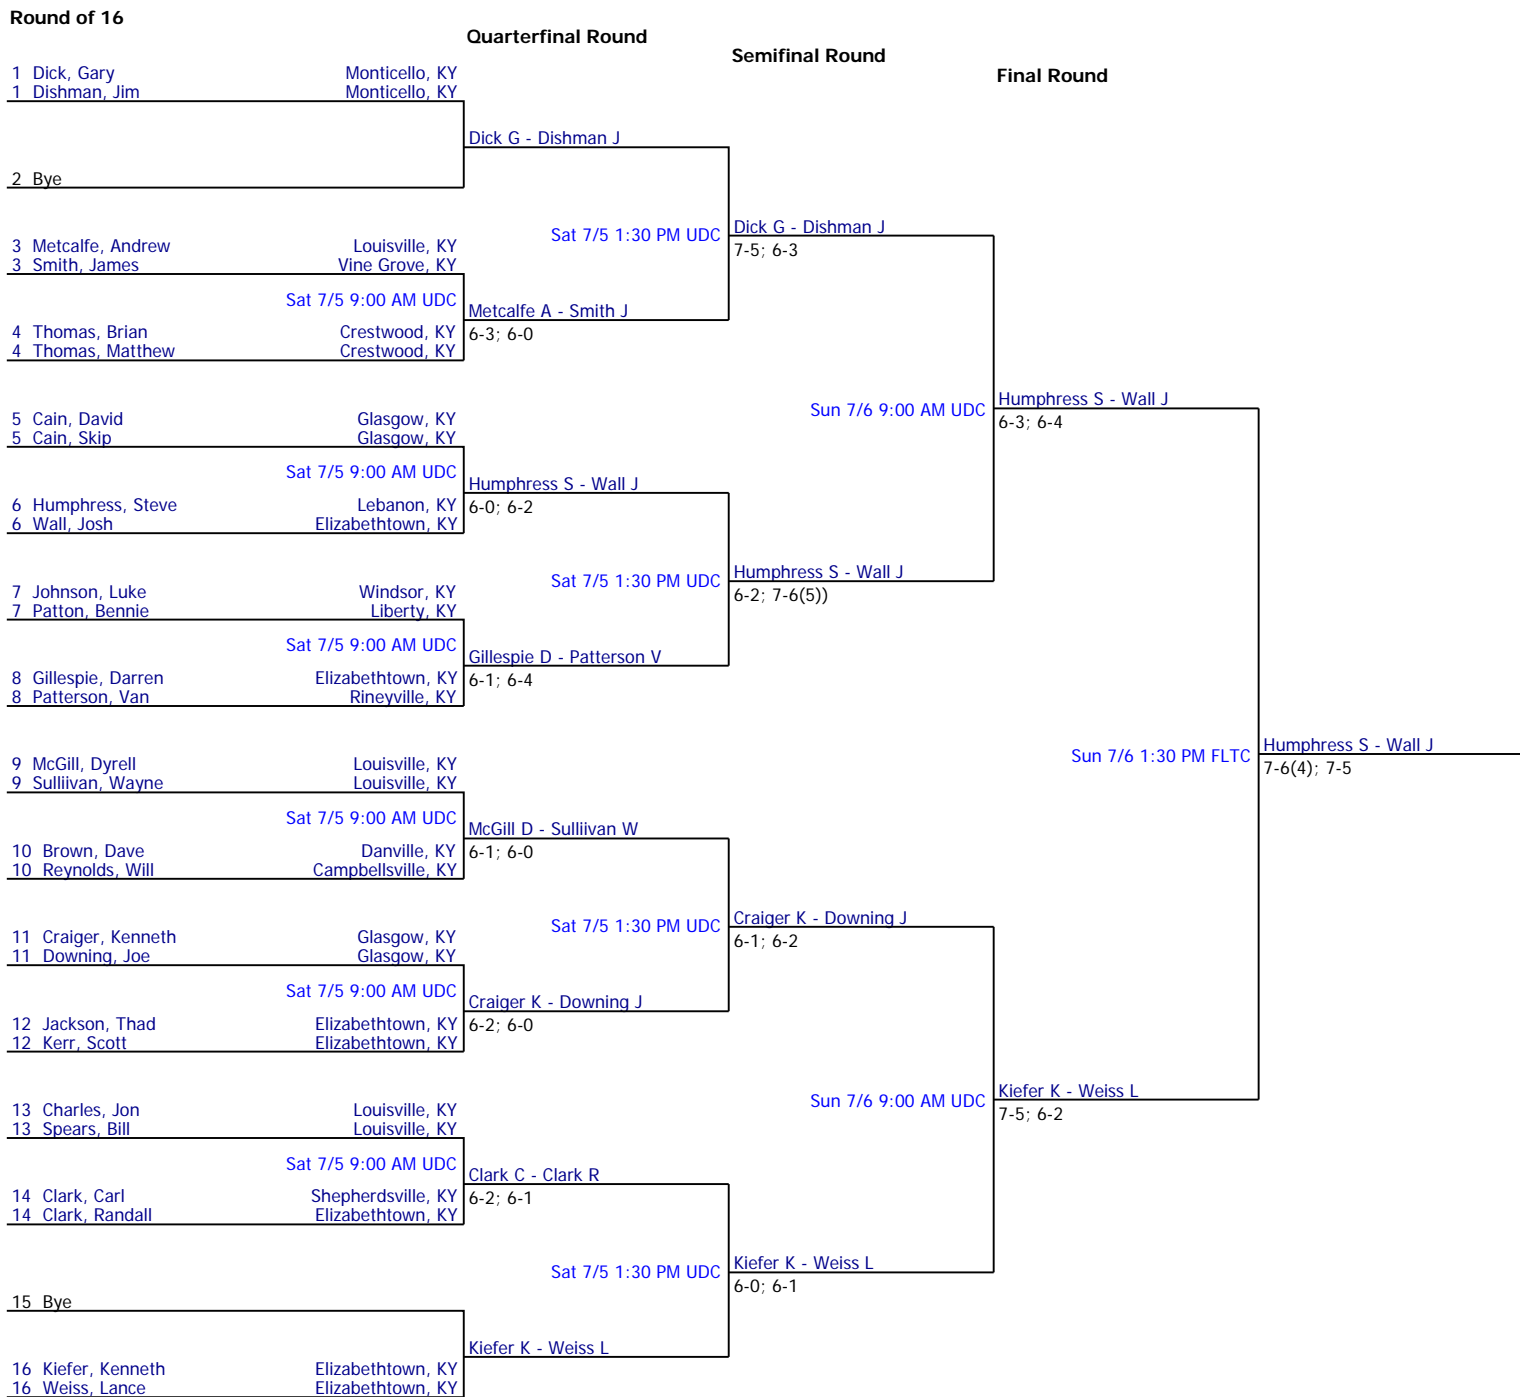 Round of 16
Quarterfinal Round
Semifinal Round
Final Round
1 Dick, Gary Monticello, KY
1 Dishman, Jim Monticello, KY
Dick G - Dishman J
2 Bye
Sat 7/5 1:30 PM UDC
Dick G - Dishman J
7-5; 6-3
3 Metcalfe, Andrew Louisville, KY
3 Smith, James Vine Grove, KY
Sat 7/5 9:00 AM UDC
Metcalfe A - Smith J
6-3; 6-0
4 Thomas, Brian Crestwood, KY
4 Thomas, Matthew Crestwood, KY
Sun 7/6 9:00 AM UDC
Humphress S - Wall J
6-3; 6-4
5 Cain, David Glasgow, KY
5 Cain, Skip Glasgow, KY
Sat 7/5 9:00 AM UDC
Humphress S - Wall J
6-0; 6-2
6 Humphress, Steve Lebanon, KY
6 Wall, Josh Elizabethtown, KY
Sat 7/5 1:30 PM UDC
Humphress S - Wall J
6-2; 7-6(5))
7 Johnson, Luke Windsor, KY
7 Patton, Bennie Liberty, KY
Sat 7/5 9:00 AM UDC
Gillespie D - Patterson V
6-1; 6-4
8 Gillespie, Darren Elizabethtown, KY
8 Patterson, Van Rineyville, KY
Sun 7/6 1:30 PM FLTC
Humphress S - Wall J
7-6(4); 7-5
9 McGill, Dyrell Louisville, KY
9 Sulliivan, Wayne Louisville, KY
Sat 7/5 9:00 AM UDC
McGill D - Sulliivan W
6-1; 6-0
10 Brown, Dave Danville, KY
10 Reynolds, Will Campbellsville, KY
Sat 7/5 1:30 PM UDC
Craiger K - Downing J
6-1; 6-2
11 Craiger, Kenneth Glasgow, KY
11 Downing, Joe Glasgow, KY
Sat 7/5 9:00 AM UDC
Craiger K - Downing J
6-2; 6-0
12 Jackson, Thad Elizabethtown, KY
12 Kerr, Scott Elizabethtown, KY
Sun 7/6 9:00 AM UDC
Kiefer K - Weiss L
7-5; 6-2
13 Charles, Jon Louisville, KY
13 Spears, Bill Louisville, KY
Sat 7/5 9:00 AM UDC
Clark C - Clark R
6-2; 6-1
14 Clark, Carl Shepherdsville, KY
14 Clark, Randall Elizabethtown, KY
Sat 7/5 1:30 PM UDC
Kiefer K - Weiss L
6-0; 6-1
15 Bye
Kiefer K - Weiss L
16 Kiefer, Kenneth Elizabethtown, KY
16 Weiss, Lance Elizabethtown, KY